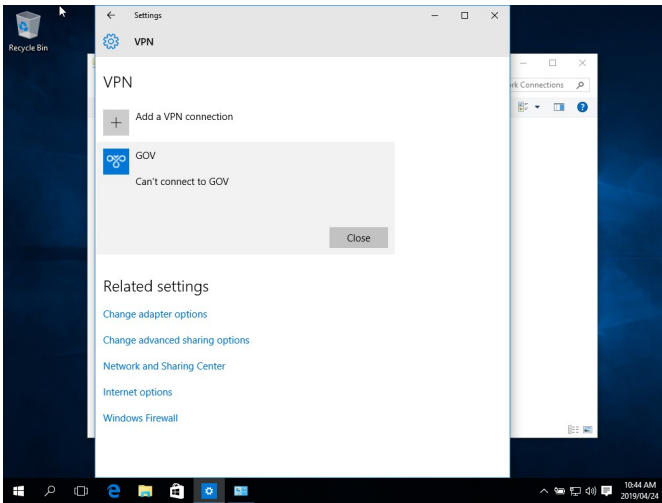 Recycle Bin
Settings
VPN
VPN
Add a VPN connection
GOV
Can't connect to GOV
Close
Related settings
Change adapter options
Change advanced sharing options
Network and Sharing Center
Internet options
Windows Firewall
Connections
10:44 AM
2019/04/24